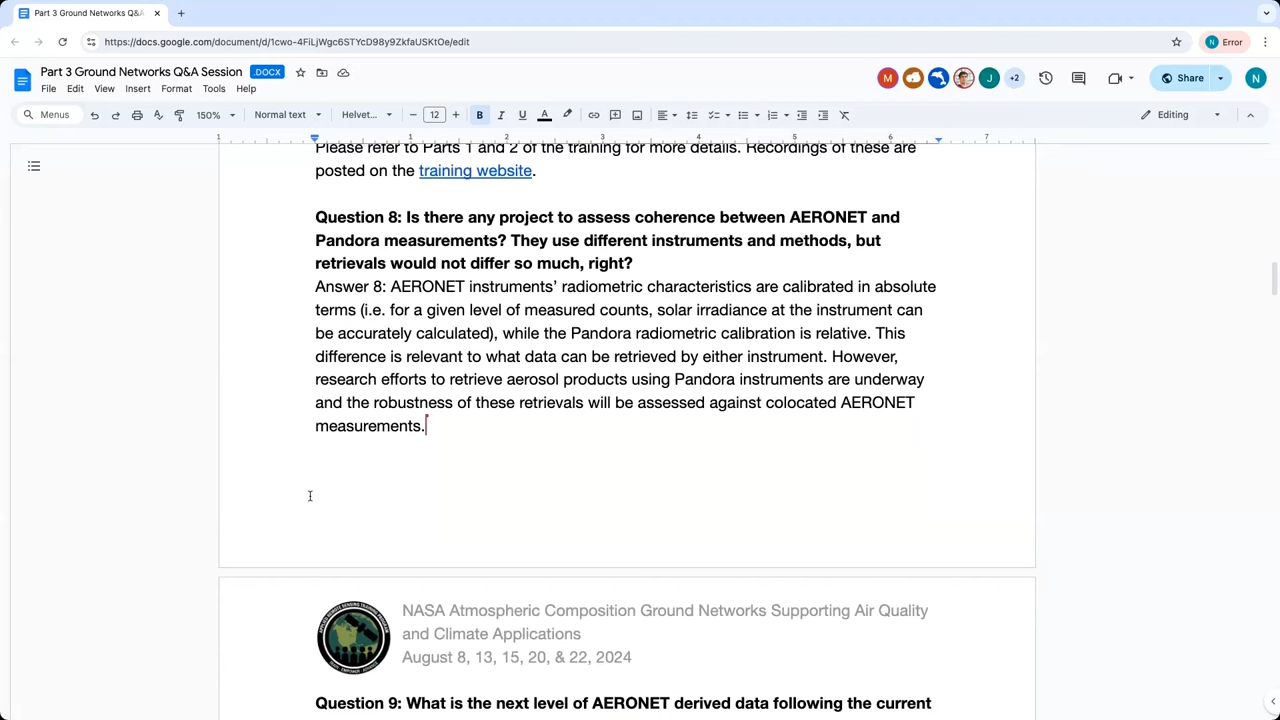 Part 3 Ground Networks Q&A
https://docs.google.com/document/d/1cwo-4FiLjWgc6STYcD98y9ZkfaUSKtOe/edit
N Error
Part 3 Ground Networks Q&A Session .DOCX
File Edit View Insert Format Tools Help
M J +2 Share N
Menus 150% Normal text Helvet... 12 B I U A Editing
1 1 2 3 4 5 6 7
Please refer to Parts 1 and 2 of the training for more details. Recordings of these are
posted on the training website.
Question 8: Is there any project to assess coherence between AERONET and
Pandora measurements? They use different instruments and methods, but
retrievals would not differ so much, right?
Answer 8: AERONET instruments’ radiometric characteristics are calibrated in absolute
terms (i.e. for a given level of measured counts, solar irradiance at the instrument can
be accurately calculated), while the Pandora radiometric calibration is relative. This
difference is relevant to what data can be retrieved by either instrument. However,
research efforts to retrieve aerosol products using Pandora instruments are underway
and the robustness of these retrievals will be assessed against colocated AERONET
measurements.
NASA Atmospheric Composition Ground Networks Supporting Air Quality
and Climate Applications
August 8, 13, 15, 20, & 22, 2024
Question 9: What is the next level of AERONET derived data following the current